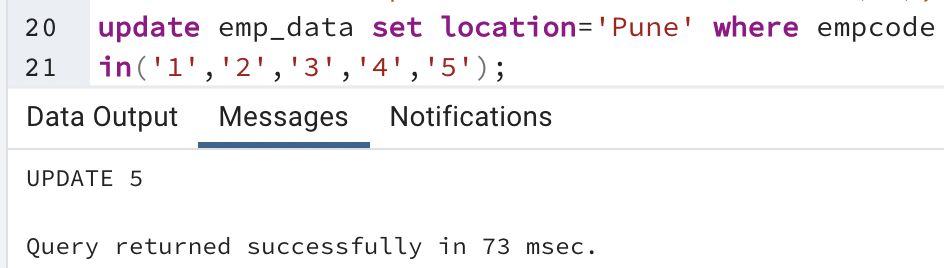 20 update emp_data set location='Pune' where empcode
21 in('1','2','3','4','5');
Data Output Messages Notifications
UPDATE 5
Query returned successfully in 73 msec.